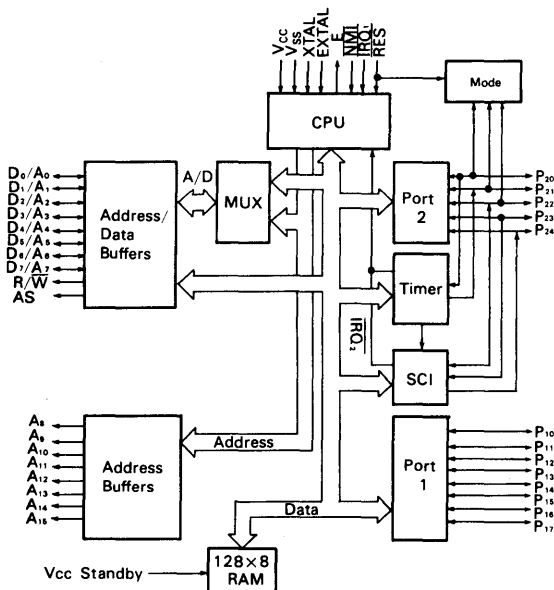 Vcc
Vss
XTAL
EXTAL
E
NMI
IRQ₁
RES
Mode
CPU
D₀/A₀
D₁/A₁
D₂/A₂
D₃/A₃
D₄/A₄
D₅/A₅
D₆/A₆
D₇/A₇
R/W
AS
Address/
Data
Buffers
A/D
MUX
Port
2
P₂₀
P₂₁
P₂₂
P₂₃
P₂₄
Timer
IRQ₂
SCI
A₈
A₉
A₁₀
A₁₁
A₁₂
A₁₃
A₁₄
A₁₅
Address
Buffers
Address
Port
1
P₁₀
P₁₁
P₁₂
P₁₃
P₁₄
P₁₅
P₁₆
P₁₇
Data
Vcc Standby
128×8
RAM